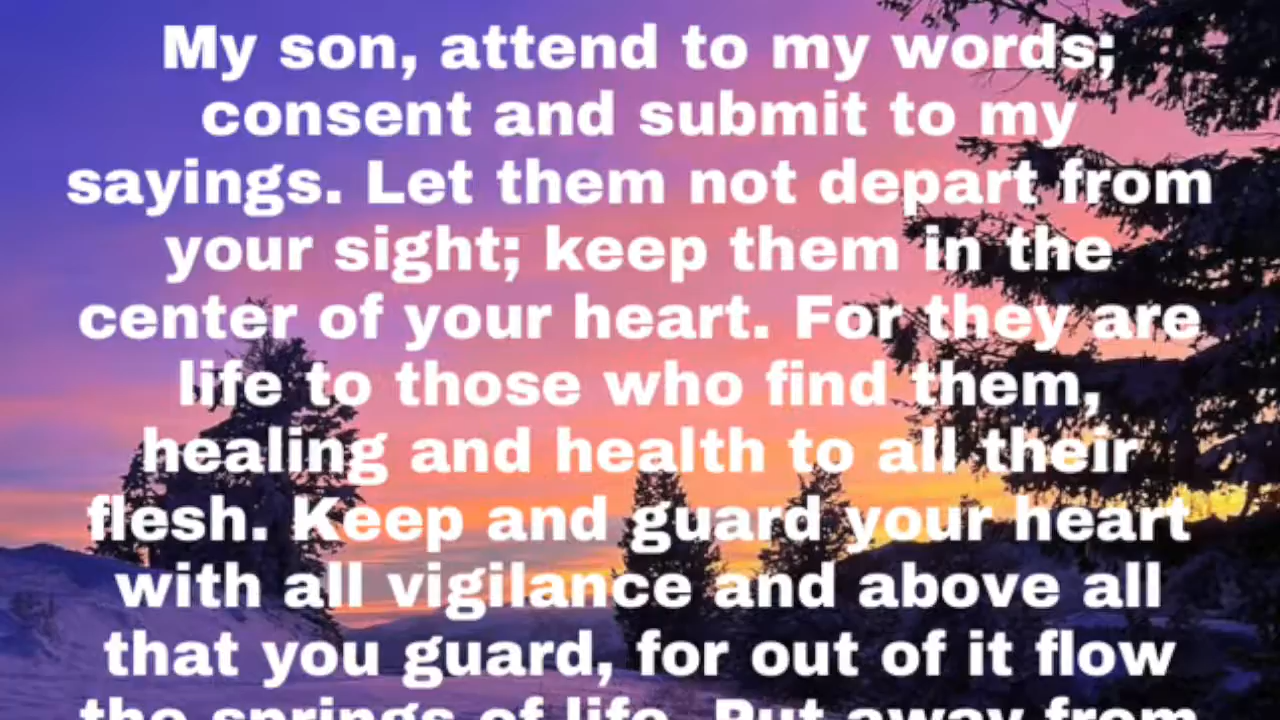 My son, attend to my words;
consent and submit to my
sayings. Let them not depart from
your sight; keep them in the
center of your heart. For they are
life to those who find them,
healing and health to all their
flesh. Keep and guard your heart
with all vigilance and above all
that you guard, for out of it flow
the springs of life. Put away from